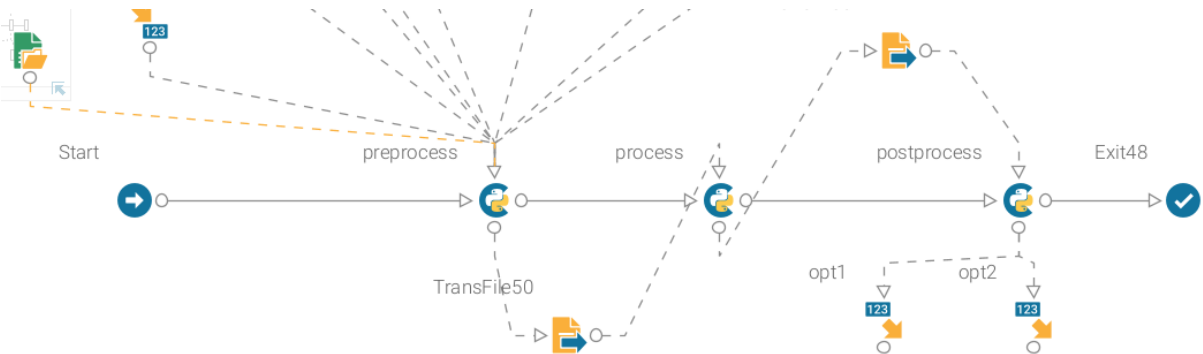 123
Start
preprocess
process
postprocess
Exit48
TransFile50
opt1
opt2
123
123